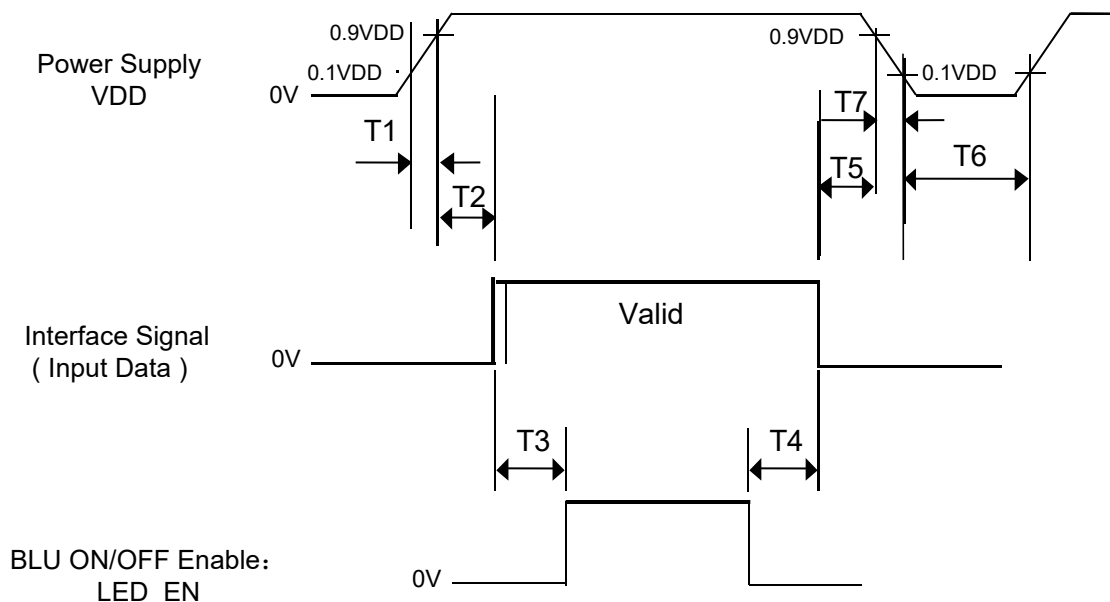 0.9VDD
0.9VDD
Power Supply
VDD
0.1VDD
0.1VDD
0V
T1
T2
T7
T5
T6
Interface Signal
( Input Data )
0V
Valid
T3
T4
BLU ON/OFF Enable：
LED EN
0V